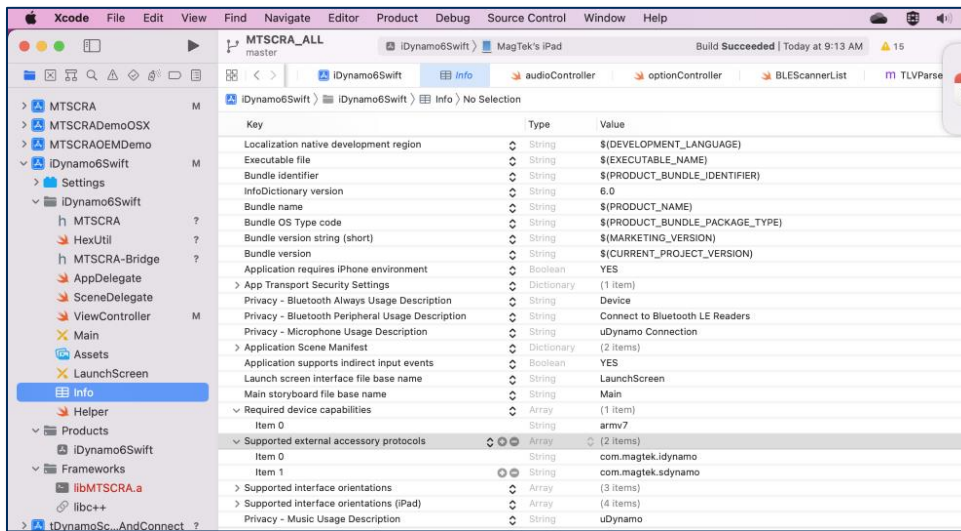 Xcode File Edit View Find Navigate Editor Product Debug Source Control Window Help
MTSCRA_ALL
master
iDynamo6Swift 〉 MagTek's iPad
Build Succeeded | Today at 9:13 AM
15
iDynamo6Swift Info audioController optionController BLEScannerList TLVParse
iDynamo6Swift 〉 iDynamo6Swift 〉 Info 〉 No Selection
MTSCRA M
MTSCRADemoOSX
MTSCRAOEMDemo
iDynamo6Swift M
Settings
iDynamo6Swift
MTSCRA ?
HexUtil ?
MTSCRA-Bridge ?
AppDelegate
SceneDelegate
ViewController M
Main
Assets
LaunchScreen
Info
Helper
Products
iDynamo6Swift
Frameworks
libMTSCRA.a
libc++
tDynamoSc...AndConnect ?
Key Type Value
Localization native development region String $(DEVELOPMENT_LANGUAGE)
Executable file String $(EXECUTABLE_NAME)
Bundle identifier String $(PRODUCT_BUNDLE_IDENTIFIER)
InfoDictionary version String 6.0
Bundle name String $(PRODUCT_NAME)
Bundle OS Type code String $(PRODUCT_BUNDLE_PACKAGE_TYPE)
Bundle version string (short) String $(MARKETING_VERSION)
Bundle version String $(CURRENT_PROJECT_VERSION)
Application requires iPhone environment Boolean YES
App Transport Security Settings Dictionary (1 item)
Privacy - Bluetooth Always Usage Description String Device
Privacy - Bluetooth Peripheral Usage Description String Connect to Bluetooth LE Readers
Privacy - Microphone Usage Description String uDynamo Connection
Application Scene Manifest Dictionary (2 items)
Application supports indirect input events Boolean YES
Launch screen interface file base name String LaunchScreen
Main storyboard file base name String Main
Required device capabilities Array (1 item)
Item 0 String armv7
Supported external accessory protocols Array (2 items)
Item 0 String com.magtek.idynamo
Item 1 String com.magtek.sdynamo
Supported interface orientations Array (3 items)
Supported interface orientations (iPad) Array (4 items)
Privacy - Music Usage Description String uDynamo